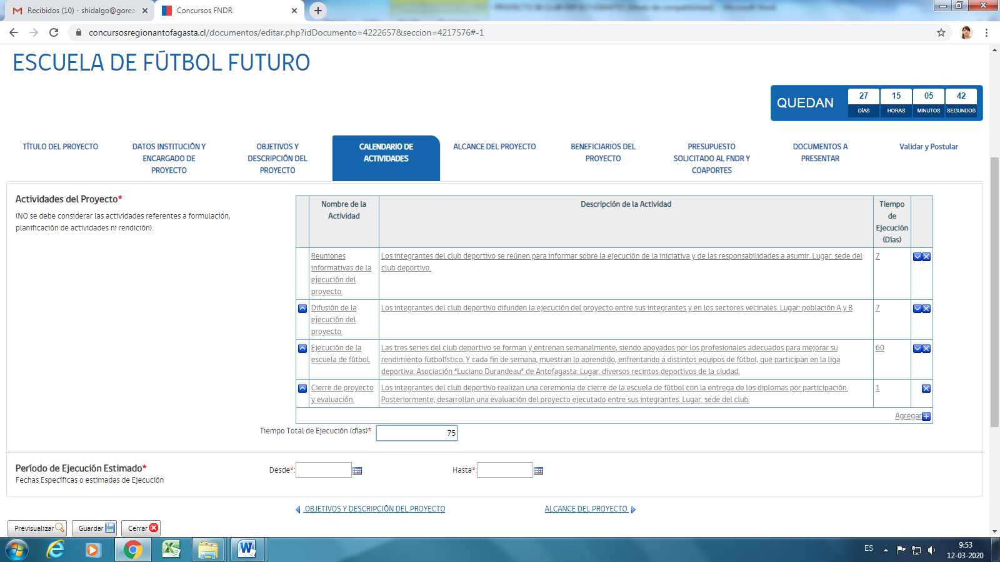 Recibidos (10) - shidalgo@gorea
Concursos FNDR
PROYECTO BI CLUB DEP ESTUDIANTES [Modo de compatibilidad] - Microsoft Word
concursosregionantofagasta.cl/documentos/editar.php?idDocumento=4222657&seccion=4217576#-1
ESCUELA DE FÚTBOL FUTURO
QUEDAN
27 15 05 42
DÍAS HORAS MINUTOS SEGUNDOS
TÍTULO DEL PROYECTO
DATOS INSTITUCIÓN Y
ENCARGADO DE
PROYECTO
OBJETIVOS Y
DESCRIPCIÓN DEL
PROYECTO
CALENDARIO DE
ACTIVIDADES
ALCANCE DEL PROYECTO
BENEFICIARIOS DEL
PROYECTO
PRESUPUESTO
SOLICITADO AL FNDR Y
COAPORTES
DOCUMENTOS A
PRESENTAR
Validar y Postular
Actividades del Proyecto*
(NO se debe considerar las actividades referentes a formulación,
planificación de actividades ni rendición).
Nombre de la
Actividad
Descripción de la Actividad
Tiempo
de
Ejecución
(Días)
Reuniones
informativas de la
ejecución del
proyecto.
Los integrantes del club deportivo se reúnen para informar sobre la ejecución de la iniciativa y de las responsabilidades a asumir. Lugar: sede del
club deportivo.
7
Difusión de la
ejecución del
proyecto.
Los integrantes del club deportivo difunden la ejecución del proyecto entre sus integrantes y en los sectores vecinales. Lugar: población A y B
7
Ejecución de la
escuela de fútbol.
Las tres series del club deportivo se forman y entrenan semanalmente, siendo apoyados por los profesionales adecuados para mejorar su
rendimiento futbolístico. Y cada fin de semana, muestran lo aprendido, enfrentando a distintos equipos de fútbol, que participan en la liga
deportiva: Asociación "Luciano Durandeau" de Antofagasta. Lugar: diversos recintos deportivos de la ciudad.
60
Cierre de proyecto
y evaluación.
Los integrantes del club deportivo realizan una ceremonia de cierre de la escuela de fútbol con la entrega de los diplomas por participación.
Posteriormente, desarrollan una evaluación del proyecto ejecutado entre sus integrantes. Lugar: sede del club.
1
Agregar
Tiempo Total de Ejecución (días)* 75
Período de Ejecución Estimado*
Fechas Específicas o estimadas de Ejecución
Desde*:
Hasta*:
OBJETIVOS Y DESCRIPCIÓN DEL PROYECTO
ALCANCE DEL PROYECTO
Previsualizar
Guardar
Cerrar
ES
9:53
12-03-2020